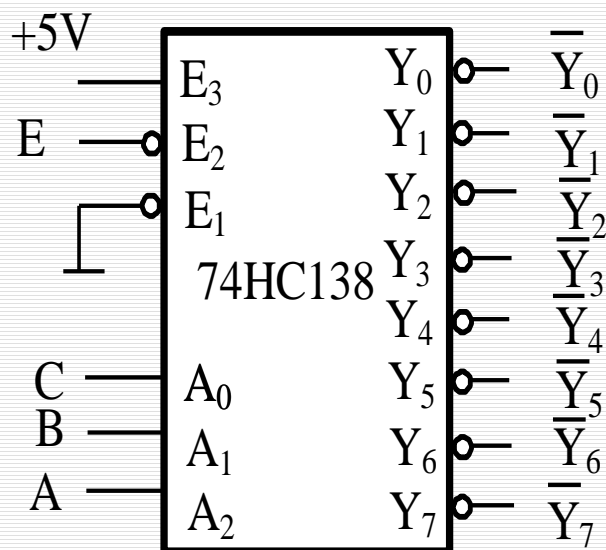 +5V
E₃ Y₀ Y̅₀
E E₂ Y₁ Y̅₁
E₁ Y₂ Y̅₂
74HC138 Y₃ Y̅₃
Y₄ Y̅₄
C A₀ Y₅ Y̅₅
B A₁ Y₆ Y̅₆
A A₂ Y₇ Y̅₇